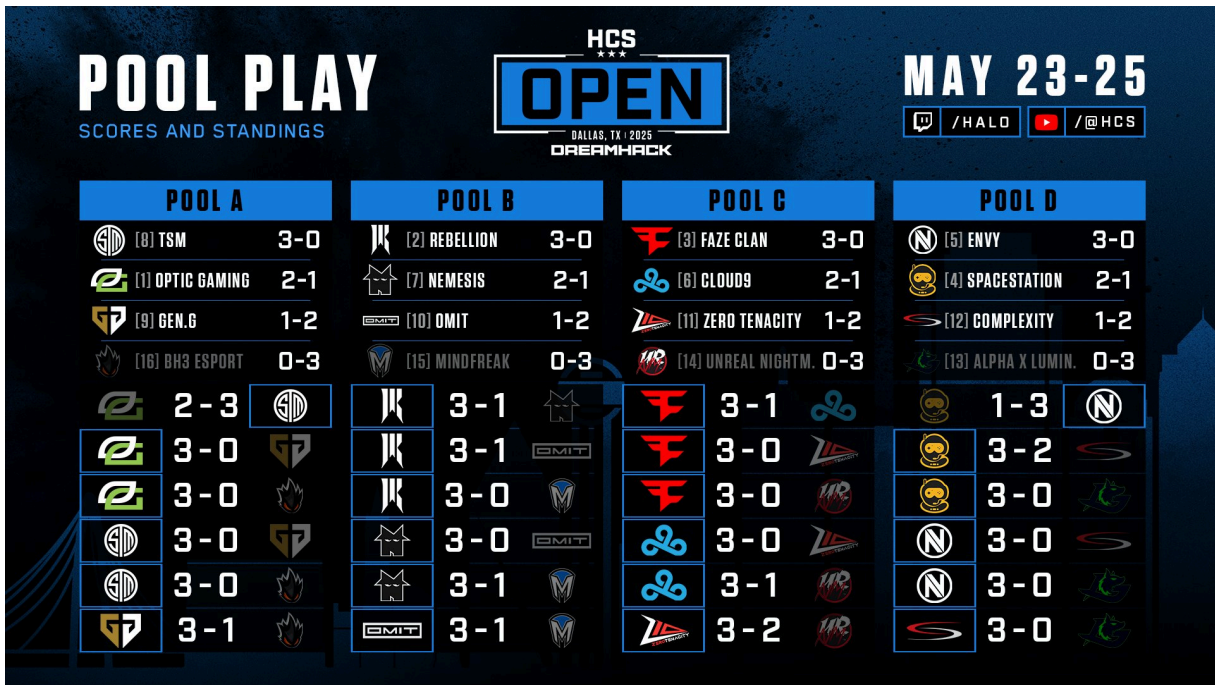 POOL PLAY
SCORES AND STANDINGS
HCS
OPEN
DALLAS, TX | 2025
DREAMHACK
MAY 23-25
/HALO
/@HCS
POOL A
[8] TSM 3-0
[1] OPTIC GAMING 2-1
[9] GEN.G 1-2
[16] BH3 ESPORT 0-3
2-3 TSM
3-0
3-0
TSM 3-0
TSM 3-0
3-1
POOL B
[2] REBELLION 3-0
[7] NEMESIS 2-1
OMIT [10] OMIT 1-2
[15] MINDFREAK 0-3
3-1
3-1 OMIT
3-0
3-0 OMIT
3-1
OMIT 3-1
POOL C
[3] FAZE CLAN 3-0
[6] CLOUD9 2-1
[11] ZERO TENACITY 1-2
[14] UNREAL NIGHTM. 0-3
3-1
3-0
3-0
3-0
3-1
3-2
POOL D
[5] ENVY 3-0
[4] SPACESTATION 2-1
[12] COMPLEXITY 1-2
[13] ALPHA X LUMIN. 0-3
1-3
3-2
3-0
3-0
3-0
3-0